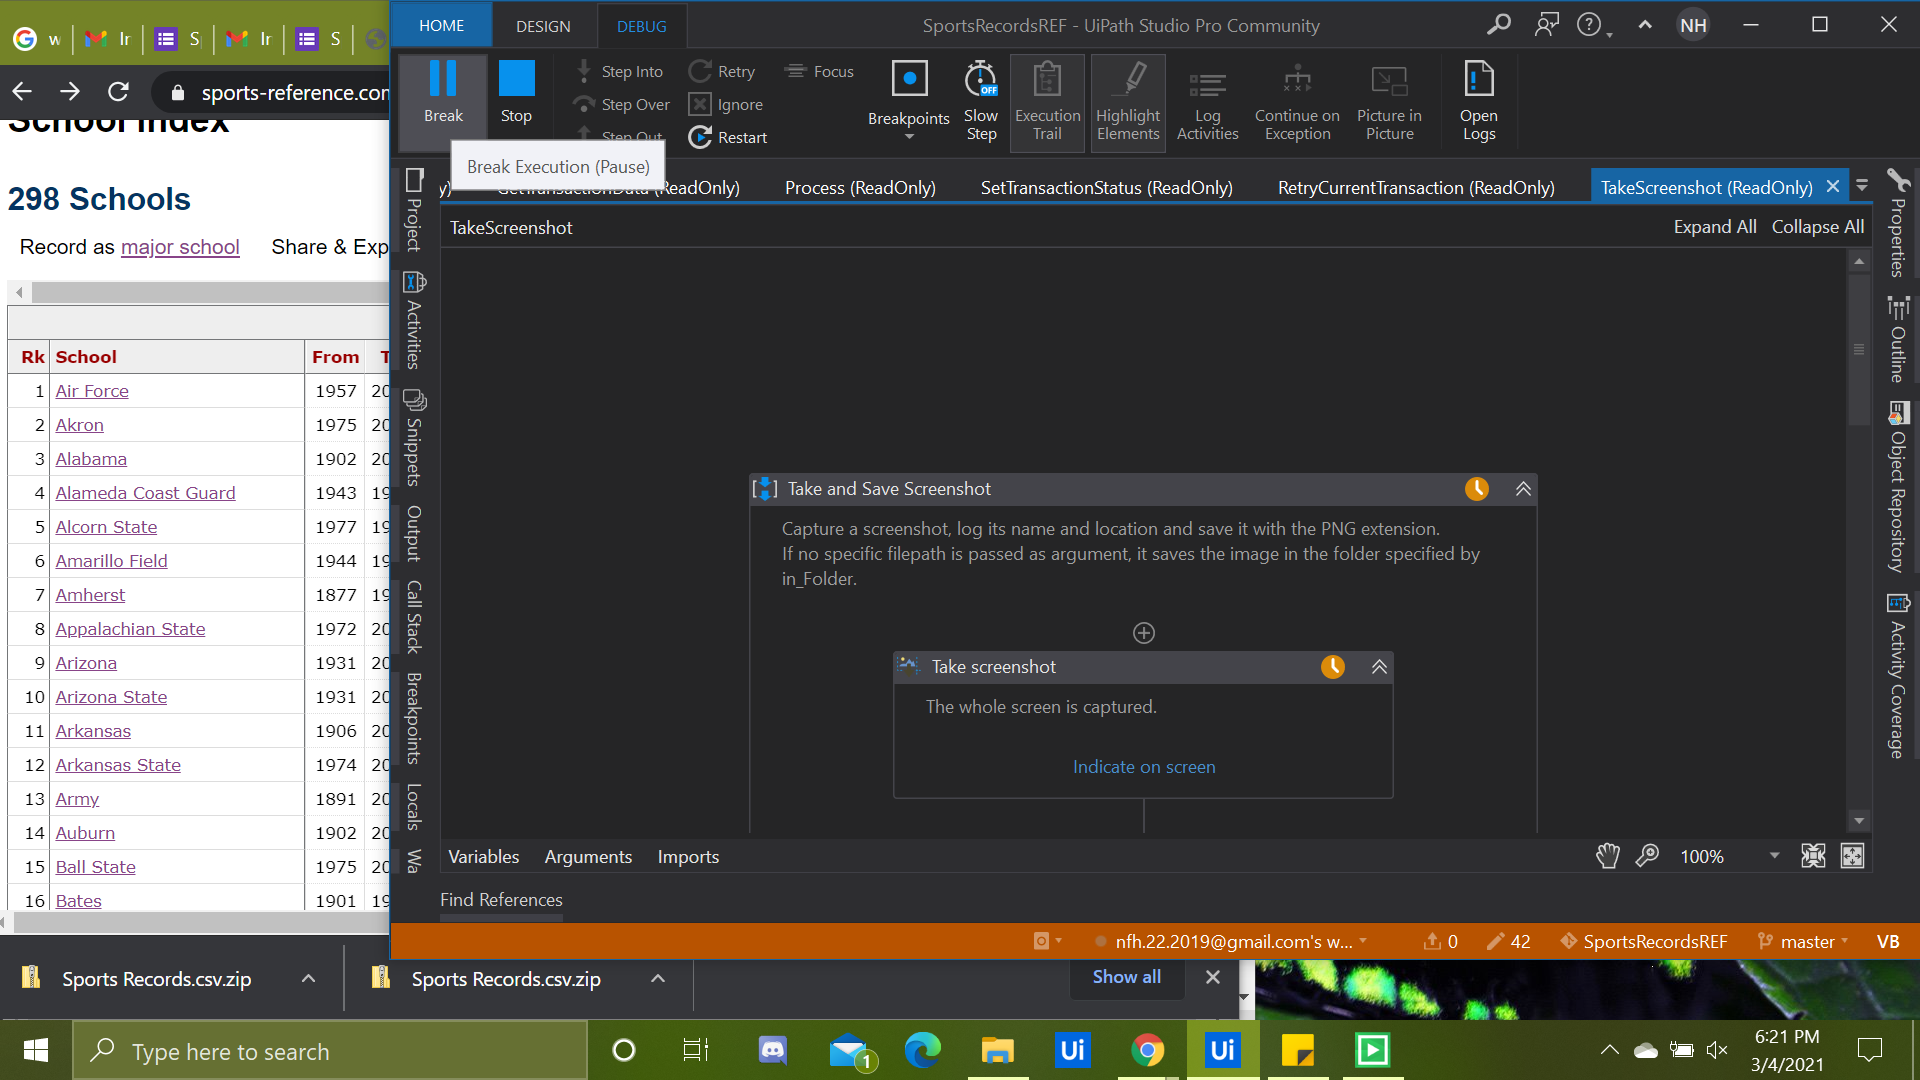 w
Ir
S
Ir
S
sports-reference.com
School Index
298 Schools
Record as major school
Share & Exp
Rk School From
1 Air Force 1957 20
2 Akron 1975 20
3 Alabama 1902 20
4 Alameda Coast Guard 1943 19
5 Alcorn State 1977 19
6 Amarillo Field 1944 19
7 Amherst 1877 19
8 Appalachian State 1972 20
9 Arizona 1931 20
10 Arizona State 1931 20
11 Arkansas 1906 20
12 Arkansas State 1974 20
13 Army 1891 20
14 Auburn 1902 20
15 Ball State 1975 20
16 Bates 1901 19
HOME DESIGN DEBUG
SportsRecordsREF - UiPath Studio Pro Community
NH
Break
Stop
Step Into
Step Over
Step Out
Retry
Ignore
Restart
Focus
Breakpoints
Slow Step
OFF
Execution Trail
Highlight Elements
Log Activities
Continue on Exception
Picture in Picture
Open Logs
Break Execution (Pause)
GetTransactionData (ReadOnly)
Process (ReadOnly)
SetTransactionStatus (ReadOnly)
RetryCurrentTransaction (ReadOnly)
TakeScreenshot (ReadOnly)
TakeScreenshot
Expand All Collapse All
Project
Activities
Snippets
Output
Call Stack
Breakpoints
Locals
Wa
Take and Save Screenshot
Capture a screenshot, log its name and location and save it with the PNG extension.
If no specific filepath is passed as argument, it saves the image in the folder specified by
in_Folder.
Take screenshot
The whole screen is captured.
Indicate on screen
Properties
Outline
Object Repository
Activity Coverage
Variables Arguments Imports
100%
Find References
nfh.22.2019@gmail.com's w...
0
42
SportsRecordsREF
master
VB
Sports Records.csv.zip
Sports Records.csv.zip
Show all
Type here to search
1
Ui
Ui
6:21 PM
3/4/2021